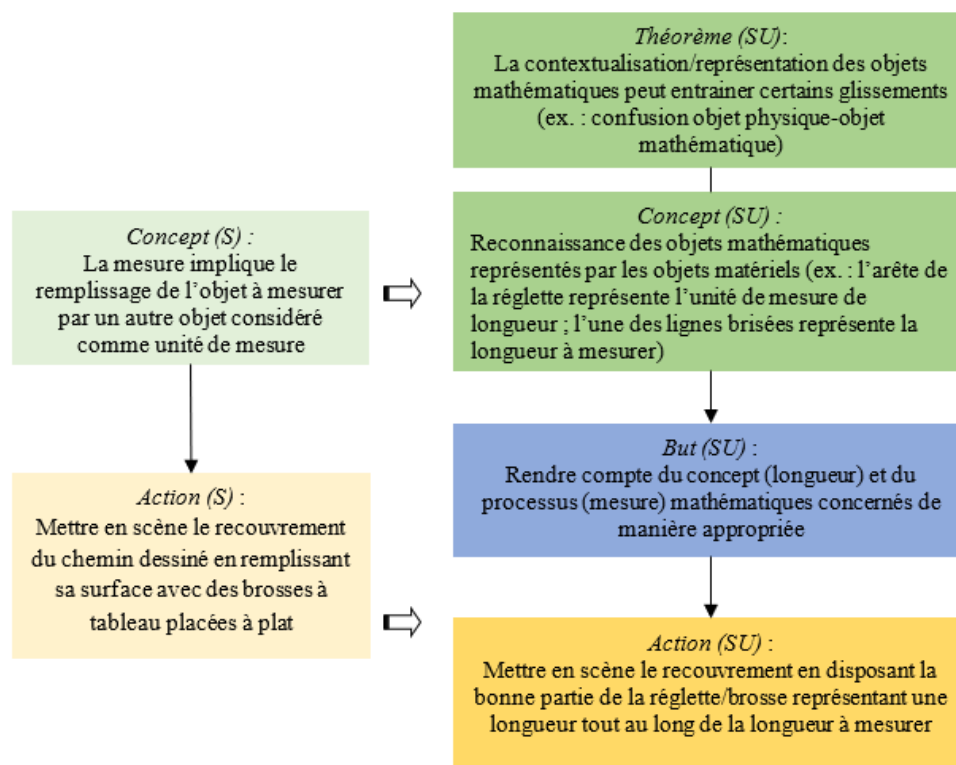 Théorème (SU):
La contextualisation/représentation des objets
mathématiques peut entrainer certains glissements
(ex. : confusion objet physique-objet
mathématique)
Concept (S) :
La mesure implique le
remplissage de l’objet à mesurer
par un autre objet considéré
comme unité de mesure
Concept (SU) :
Reconnaissance des objets mathématiques
représentés par les objets matériels (ex. : l’arête de
la réglette représente l’unité de mesure de
longueur ; l’une des lignes brisées représente la
longueur à mesurer)
But (SU) :
Rendre compte du concept (longueur) et du
processus (mesure) mathématiques concernés de
manière appropriée
Action (S) :
Mettre en scène le recouvrement
du chemin dessiné en remplissant
sa surface avec des brosses à
tableau placées à plat
Action (SU) :
Mettre en scène le recouvrement en disposant la
bonne partie de la réglette/brosse représentant une
longueur tout au long de la longueur à mesurer